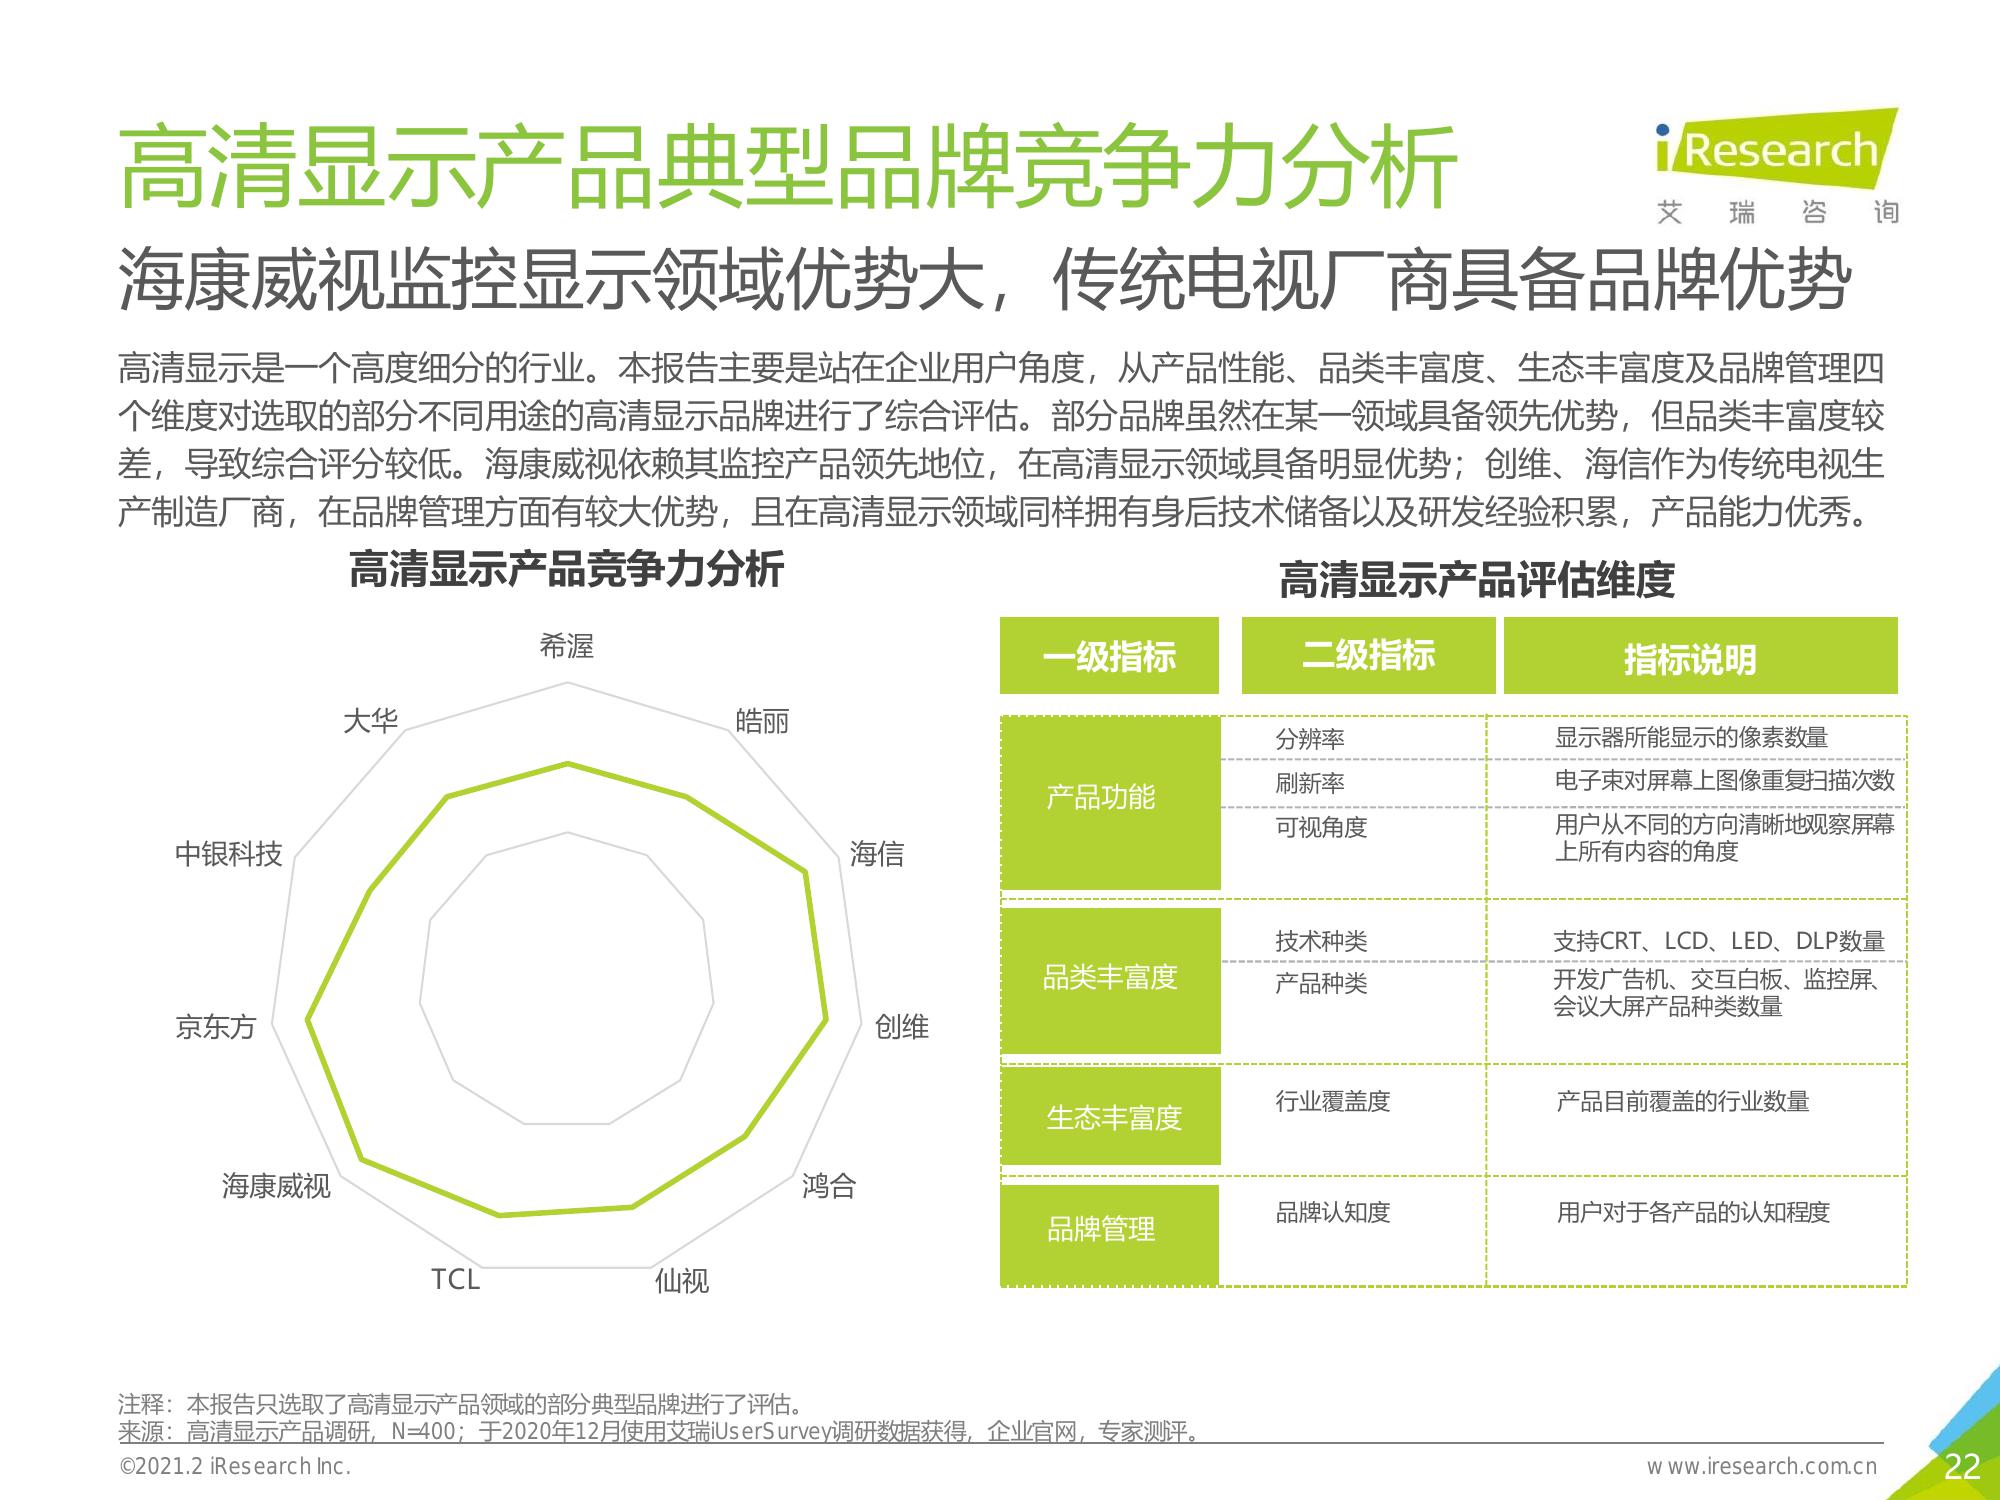 高清显示产品典型品牌竞争力分析
iResearch
艾瑞咨询
海康威视监控显示领域优势大，传统电视厂商具备品牌优势
高清显示是一个高度细分的行业。本报告主要是站在企业用户角度，从产品性能、品类丰富度、生态丰富度及品牌管理四
个维度对选取的部分不同用途的高清显示品牌进行了综合评估。部分品牌虽然在某一领域具备领先优势，但品类丰富度较
差，导致综合评分较低。海康威视依赖其监控产品领先地位，在高清显示领域具备明显优势；创维、海信作为传统电视生
产制造厂商，在品牌管理方面有较大优势，且在高清显示领域同样拥有身后技术储备以及研发经验积累，产品能力优秀。
高清显示产品竞争力分析
希渥
皓丽
海信
创维
鸿合
仙视
TCL
海康威视
京东方
中银科技
大华
高清显示产品评估维度
一级指标
二级指标
指标说明
产品功能
分辨率
显示器所能显示的像素数量
刷新率
电子束对屏幕上图像重复扫描次数
可视角度
用户从不同的方向清晰地观察屏幕
上所有内容的角度
品类丰富度
技术种类
支持CRT、LCD、LED、DLP数量
产品种类
开发广告机、交互白板、监控屏、
会议大屏产品种类数量
生态丰富度
行业覆盖度
产品目前覆盖的行业数量
品牌管理
品牌认知度
用户对于各产品的认知程度
注释：本报告只选取了高清显示产品领域的部分典型品牌进行了评估。
来源：高清显示产品调研，N=400；于2020年12月使用艾瑞iUserSurvey调研数据获得，企业官网，专家测评。
©2021.2 iResearch Inc.
www.iresearch.com.cn
22